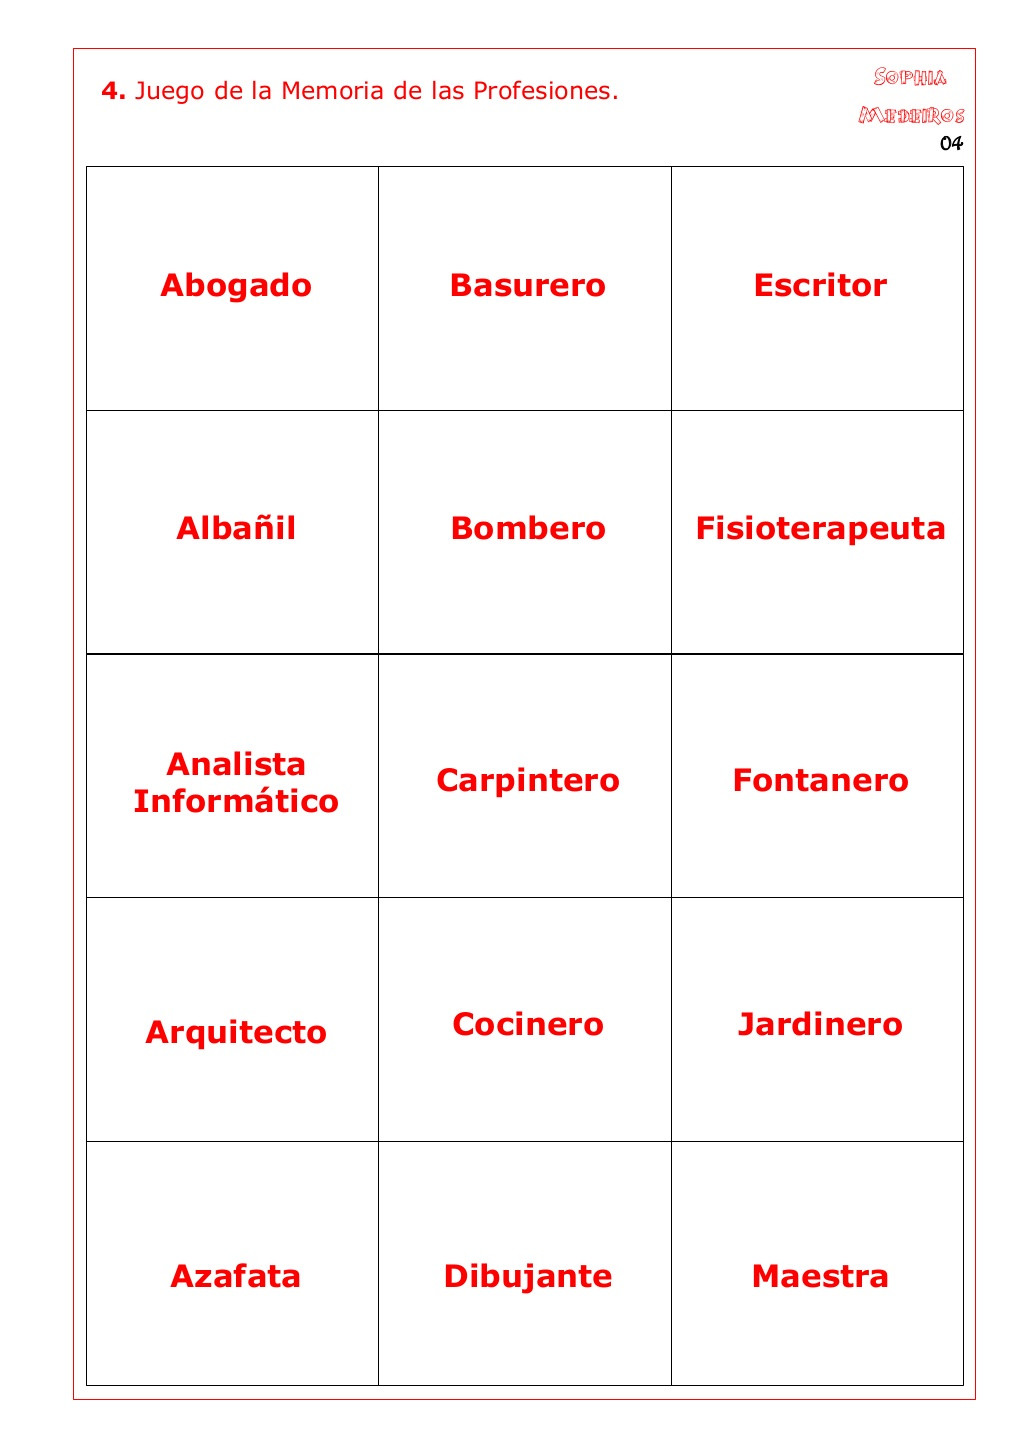 4. Juego de la Memoria de las Profesiones.
Sophia
Medeiros
04
Abogado
Basurero
Escritor
Albañil
Bombero
Fisioterapeuta
Analista
Informático
Carpintero
Fontanero
Arquitecto
Cocinero
Jardinero
Azafata
Dibujante
Maestra